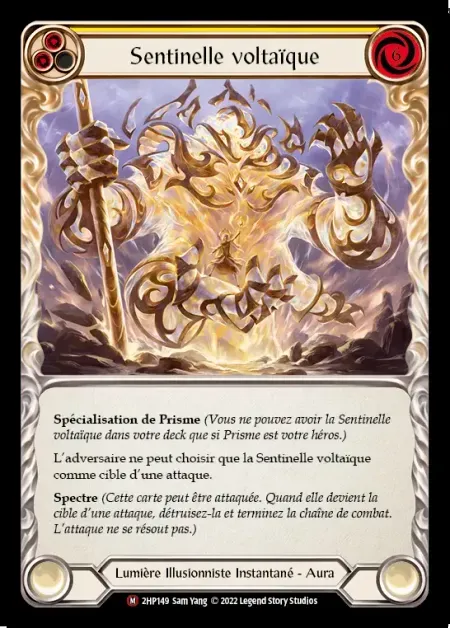 Sentinelle voltaïque
6
Spécialisation de Prisme (Vous ne pouvez avoir la Sentinelle
voltaïque dans votre deck que si Prisme est votre héros.)
L'adversaire ne peut choisir que la Sentinelle voltaïque
comme cible d'une attaque.
Spectre (Cette carte peut être attaquée. Quand elle devient la
cible d'une attaque, détruisez-la et terminez la chaîne de combat.
L'attaque ne se résout pas.)
Lumière Illusionniste Instantané - Aura
M 2HP149 Sam Yang © 2022 Legend Story Studios